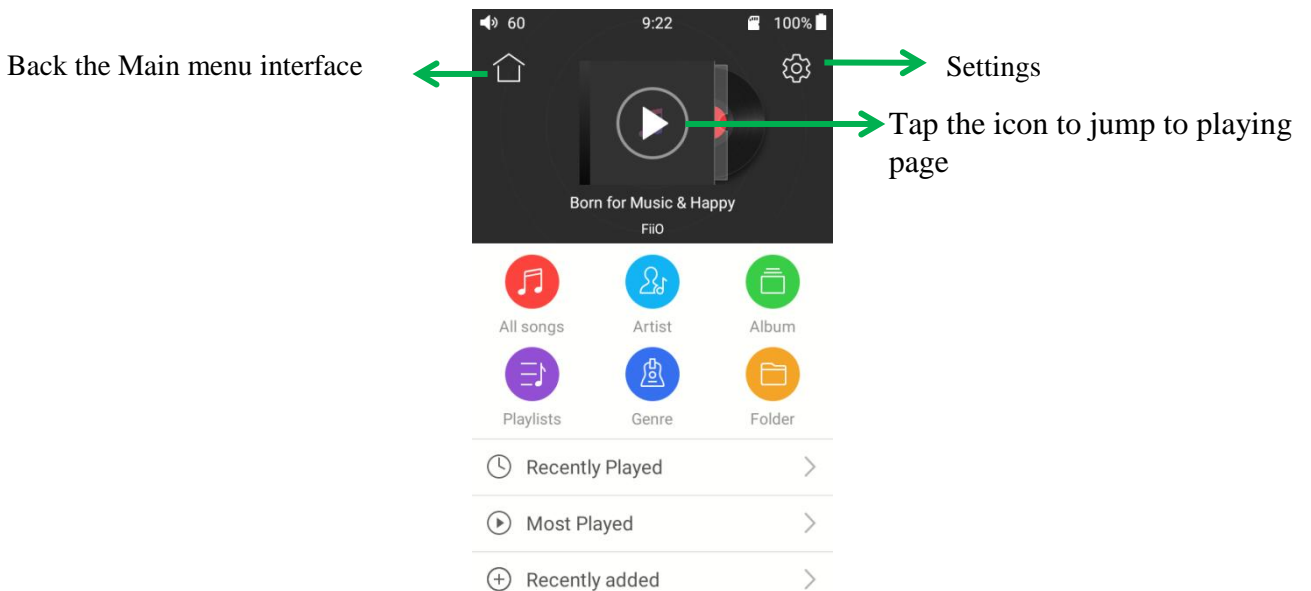 60 9:22 100%
Back the Main menu interface
Settings
Tap the icon to jump to playing
page
Born for Music & Happy
FiiO
All songs Artist Album
Playlists Genre Folder
Recently Played
Most Played
Recently added